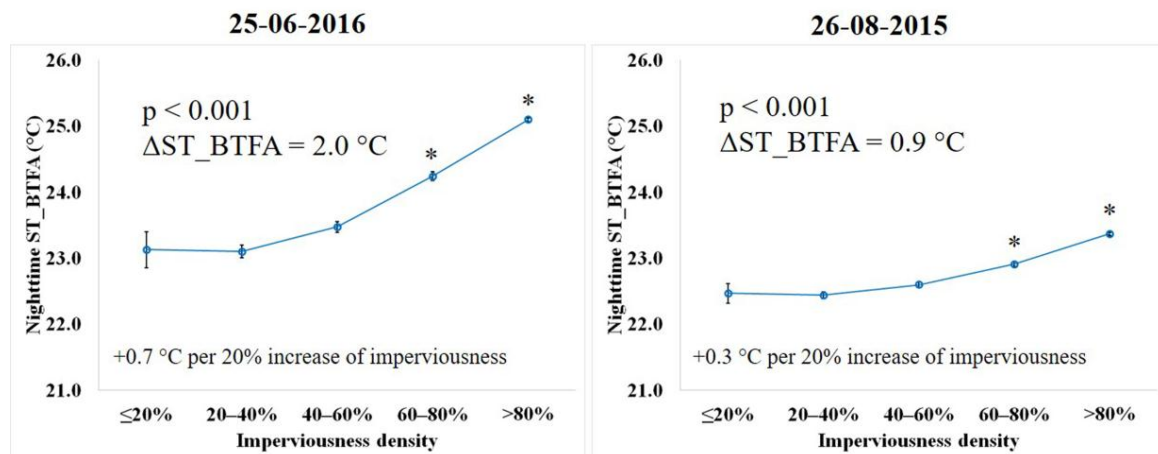 25-06-2016
26.0
25.0
24.0
23.0
22.0
21.0
Nighttime ST_BTFA (°C)
p < 0.001
ΔST_BTFA = 2.0 °C
*
*
+0.7 °C per 20% increase of imperviousness
≤20% 20–40% 40–60% 60–80% >80%
Imperviousness density
26-08-2015
26.0
25.0
24.0
23.0
22.0
21.0
Nighttime ST_BTFA (°C)
p < 0.001
ΔST_BTFA = 0.9 °C
*
*
+0.3 °C per 20% increase of imperviousness
≤20% 20–40% 40–60% 60–80% >80%
Imperviousness density